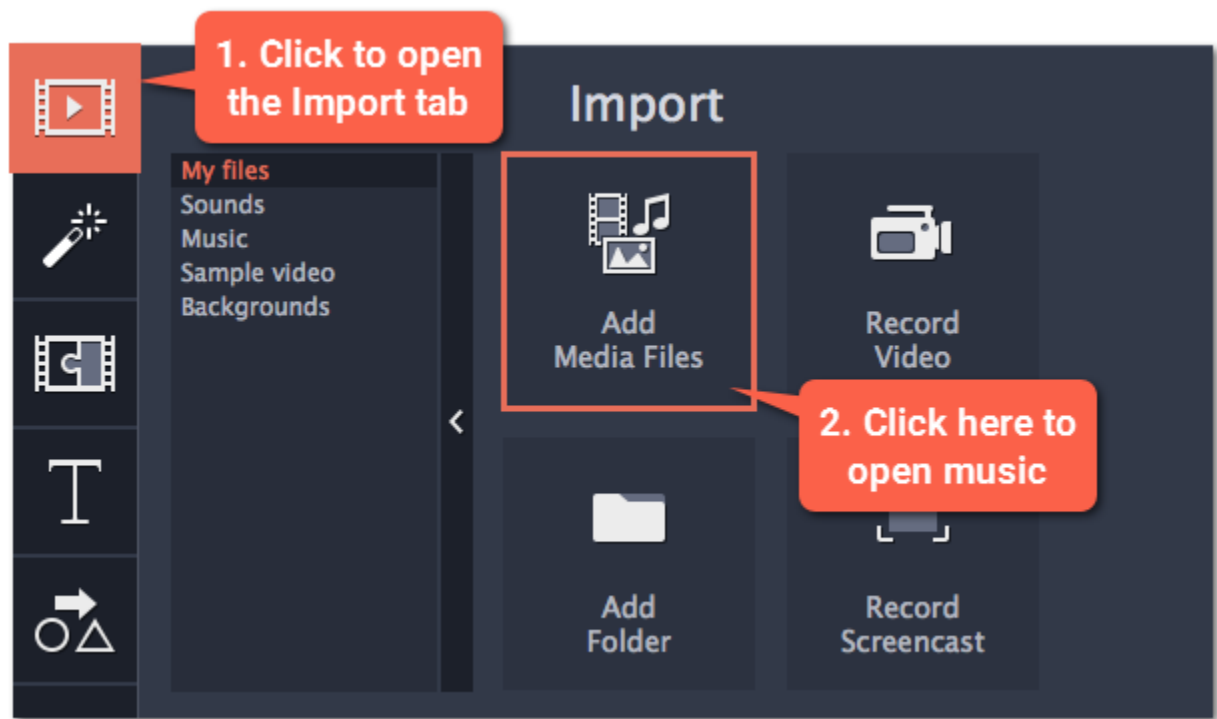 1. Click to open
the Import tab
Import
My files
Sounds
Music
Sample video
Backgrounds
Add
Media Files
Record
Video
2. Click here to
open music
Add
Folder
Record
Screencast